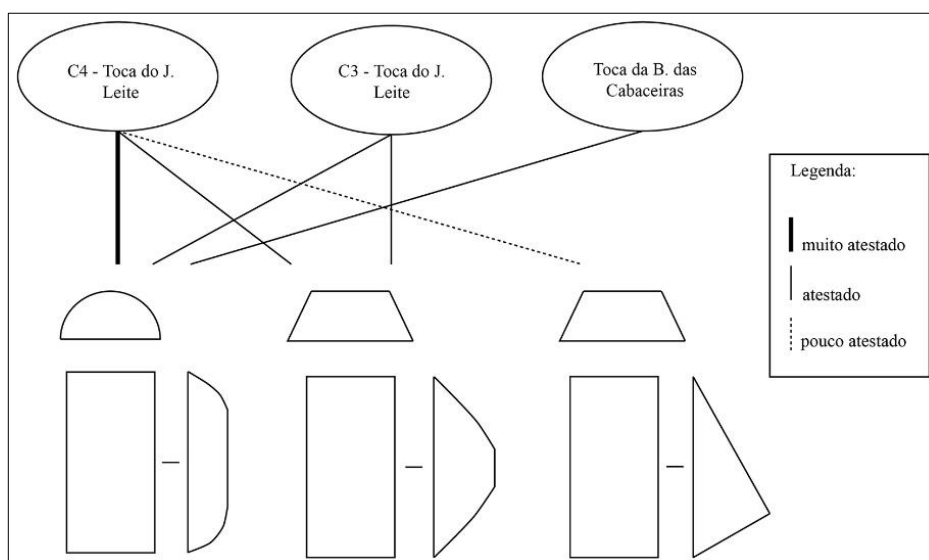 C4 - Toca do J.
Leite
C3 - Toca do J.
Leite
Toca da B. das
Cabaceiras
Legenda:
muito atestado
atestado
pouco atestado